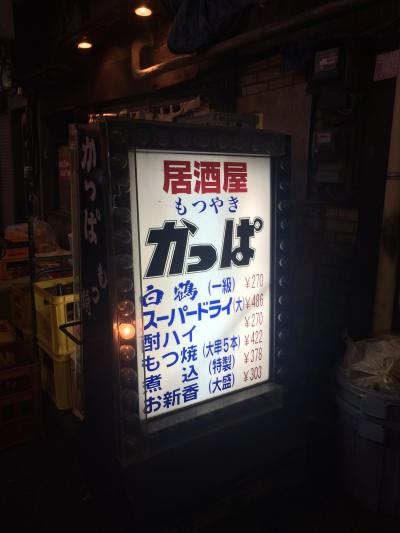 居酒屋
もつやき
かっぱ
白鶴 (一級) ¥270
スーパードライ(大) ¥486
酎ハイ ¥270
もつ焼 (大串5本) ¥422
煮込 (特製) ¥378
お新香 (大盛) ¥303
かっぱ もつ